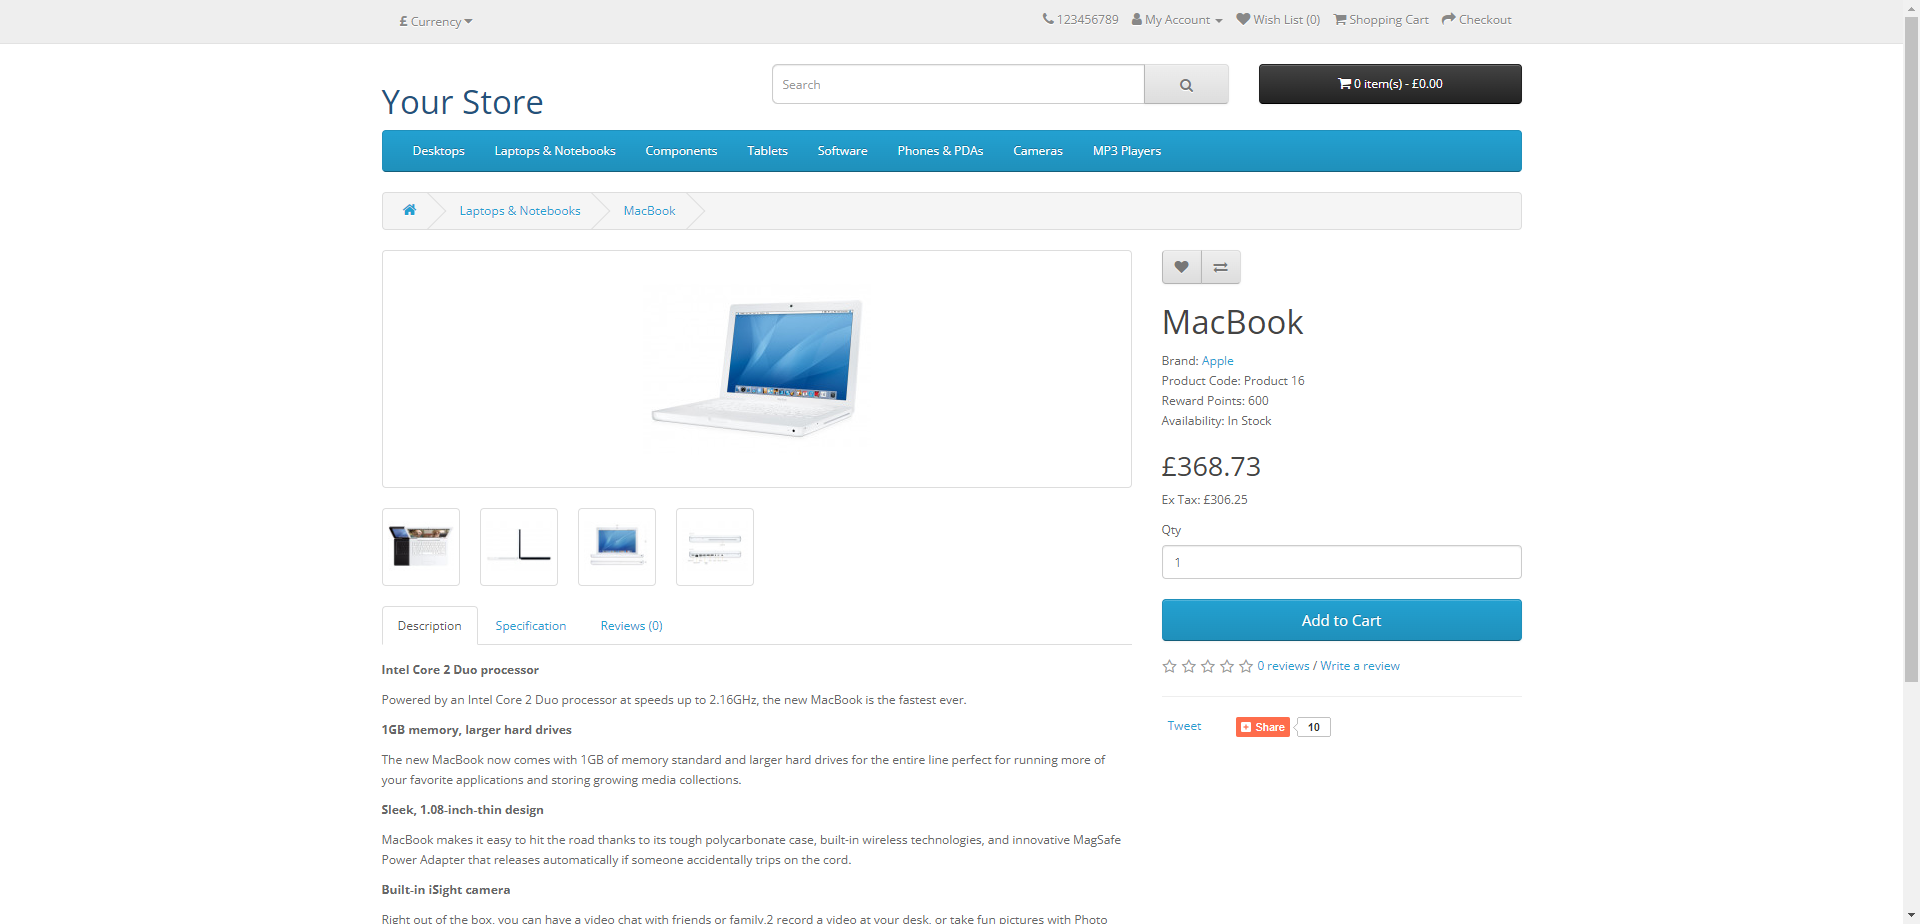 £ Currency
123456789 My Account Wish List (0) Shopping Cart Checkout
Your Store
Search
0 item(s) - £0.00
Desktops Laptops & Notebooks Components Tablets Software Phones & PDAs Cameras MP3 Players
Laptops & Notebooks MacBook
MacBook
Brand: Apple
Product Code: Product 16
Reward Points: 600
Availability: In Stock
£368.73
Ex Tax: £306.25
Qty
1
Add to Cart
0 reviews / Write a review
Tweet
Share 10
Description Specification Reviews (0)
Intel Core 2 Duo processor
Powered by an Intel Core 2 Duo processor at speeds up to 2.16GHz, the new MacBook is the fastest ever.
1GB memory, larger hard drives
The new MacBook now comes with 1GB of memory standard and larger hard drives for the entire line perfect for running more of
your favorite applications and storing growing media collections.
Sleek, 1.08-inch-thin design
MacBook makes it easy to hit the road thanks to its tough polycarbonate case, built-in wireless technologies, and innovative MagSafe
Power Adapter that releases automatically if someone accidentally trips on the cord.
Built-in iSight camera
Right out of the box, you can have a video chat with friends or family,2 record a video at your desk, or take fun pictures with Photo